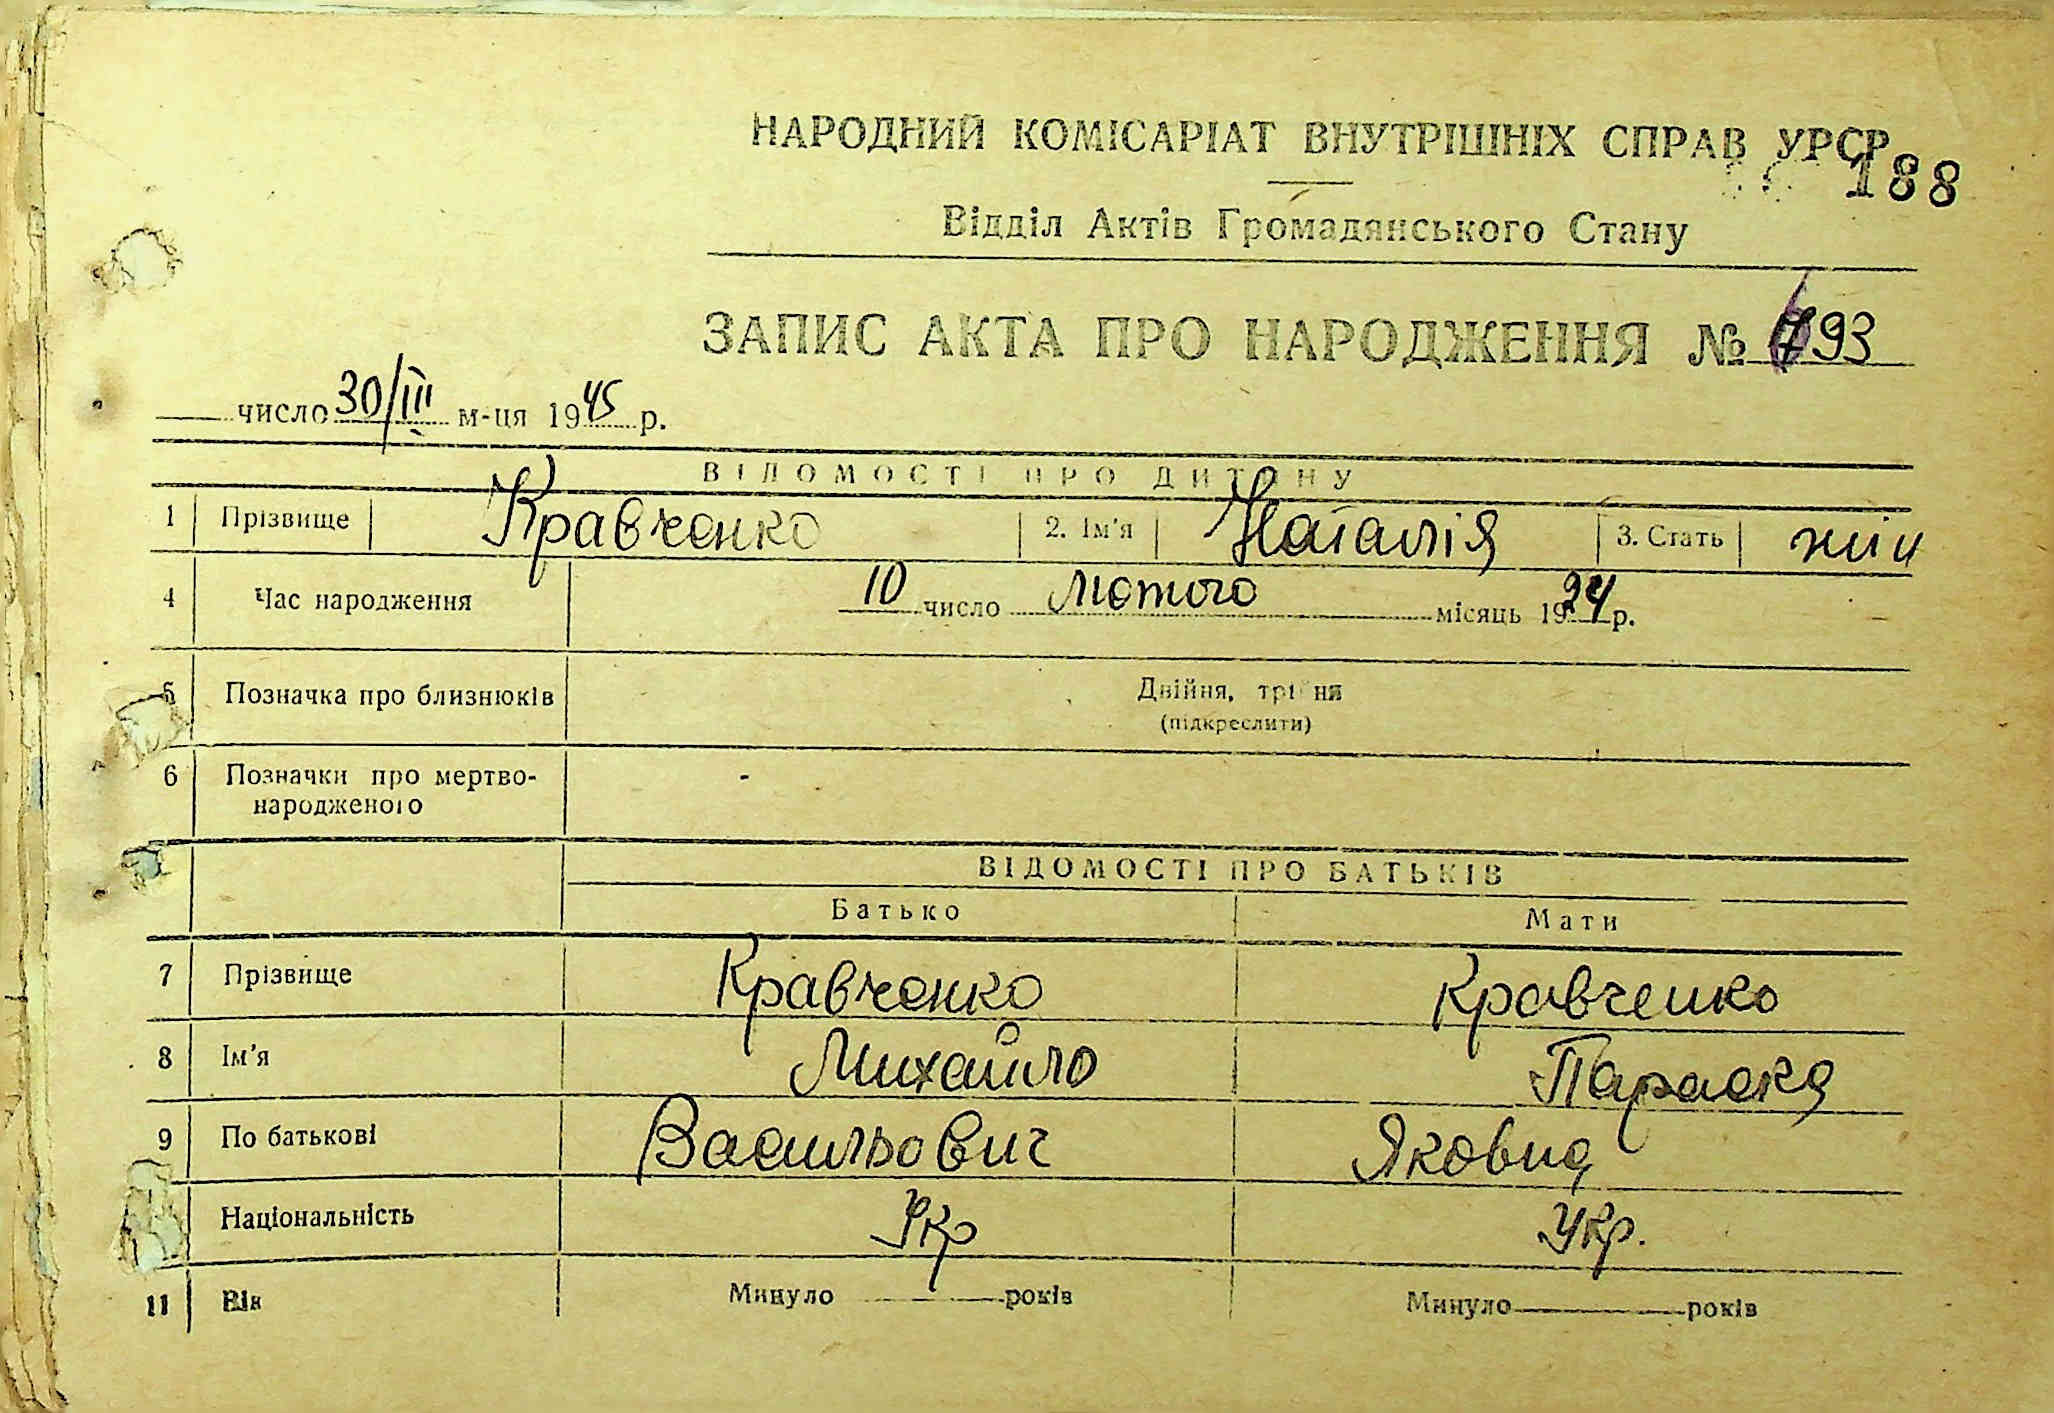 НАРОДНИЙ КОМІСАРІАТ ВНУТРІШНІХ СПРАВ УРСР
188
Відділ Актів Громадянського Стану
ЗАПИС АКТА ПРО НАРОДЖЕННЯ № 693
число 30/III м-ця 1945 р.
ВІДОМОСТІ ПРО ДИТИНУ
1 Прізвище Кравченко 2. Ім'я Наталія 3. Стать жін
4 Час народження 10 число лютого місяць 1924 р.
5 Позначка про близнюків Двійня, трійня
(підкреслити)
6 Позначки про мертво-
народженого -
ВІДОМОСТІ ПРО БАТЬКІВ
Батько Мати
7 Прізвище Кравченко Кравченко
8 Ім'я Михайло Параска
9 По батькові Васильович Яковна
Національність Укр Укр.
11 Вік Минуло років Минуло років